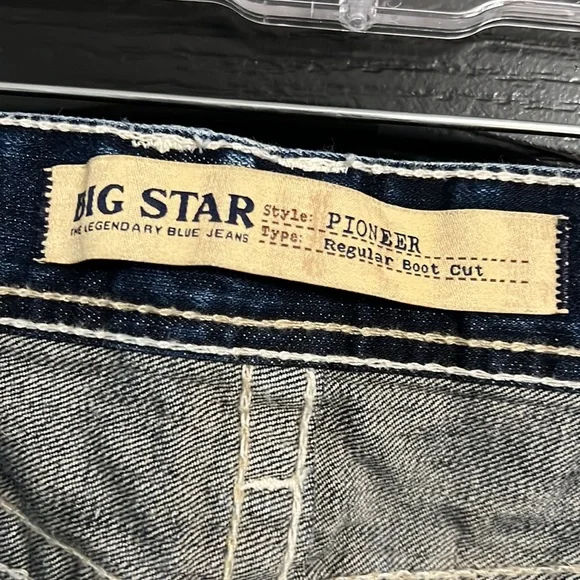 BIG STAR
THE LEGENDARY BLUE JEANS
Style: PIONEER
Type: Regular Boot Cut